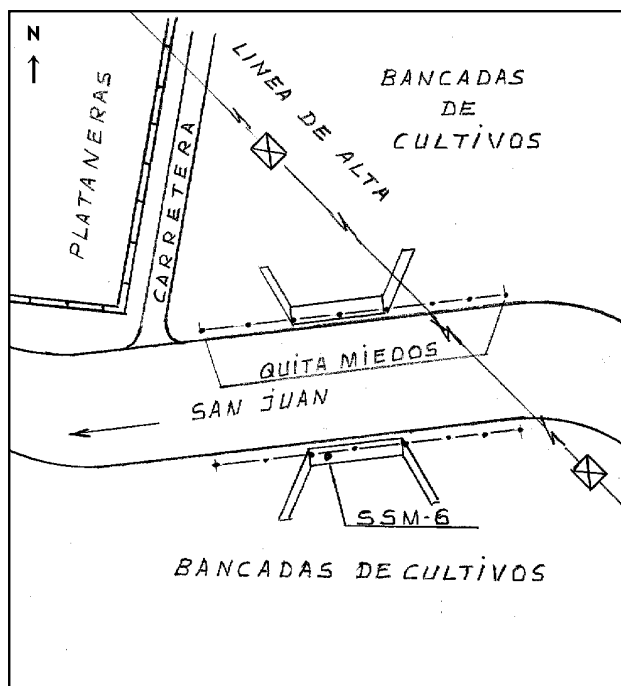 N
PLATANERAS
CARRETERA
LINEA DE ALTA
BANCADAS
DE
CULTIVOS
QUITA MIEDOS
SAN JUAN
SSM-6
BANCADAS DE CULTIVOS